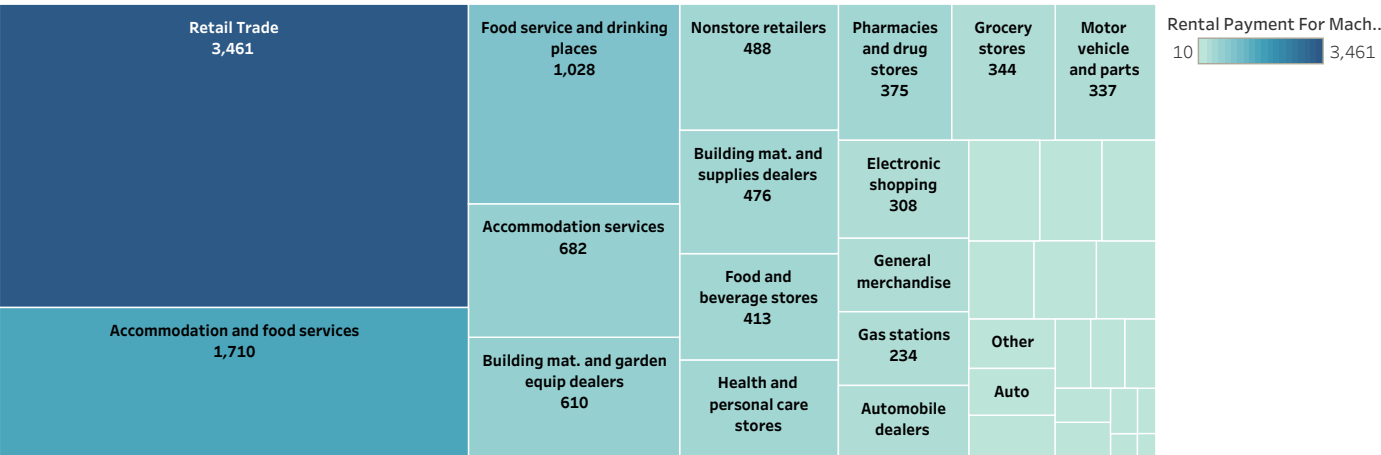 Retail Trade
3,461
Accommodation and food services
1,710
Food service and drinking
places
1,028
Accommodation services
682
Building mat. and garden
equip dealers
610
Nonstore retailers
488
Building mat. and
supplies dealers
476
Food and
beverage stores
413
Health and
personal care
stores
Pharmacies
and drug
stores
375
Grocery
stores
344
Motor
vehicle
and parts
337
Electronic
shopping
308
General
merchandise
Gas stations
234
Automobile
dealers
Other
Auto
Rental Payment For Mach..
10
3,461